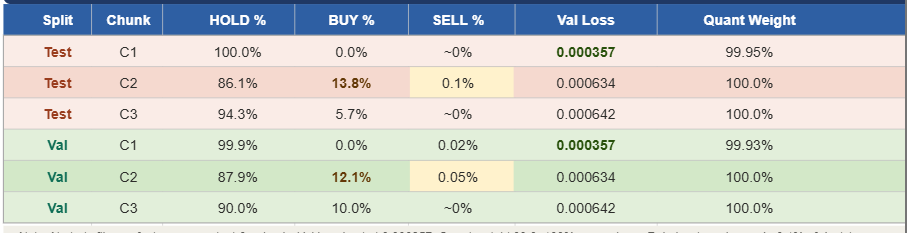 Split Chunk HOLD % BUY % SELL % Val Loss Quant Weight
Test C1 100.0% 0.0% ~0% 0.000357 99.95%
Test C2 86.1% 13.8% 0.1% 0.000634 100.0%
Test C3 94.3% 5.7% ~0% 0.000642 100.0%
Val C1 99.9% 0.0% 0.02% 0.000357 99.93%
Val C2 87.9% 12.1% 0.05% 0.000634 100.0%
Val C3 90.0% 10.0% ~0% 0.000642 100.0%